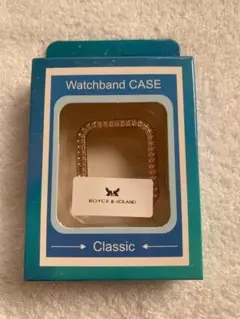 Watchband CASE
ROYCE & ROLAND
Classic